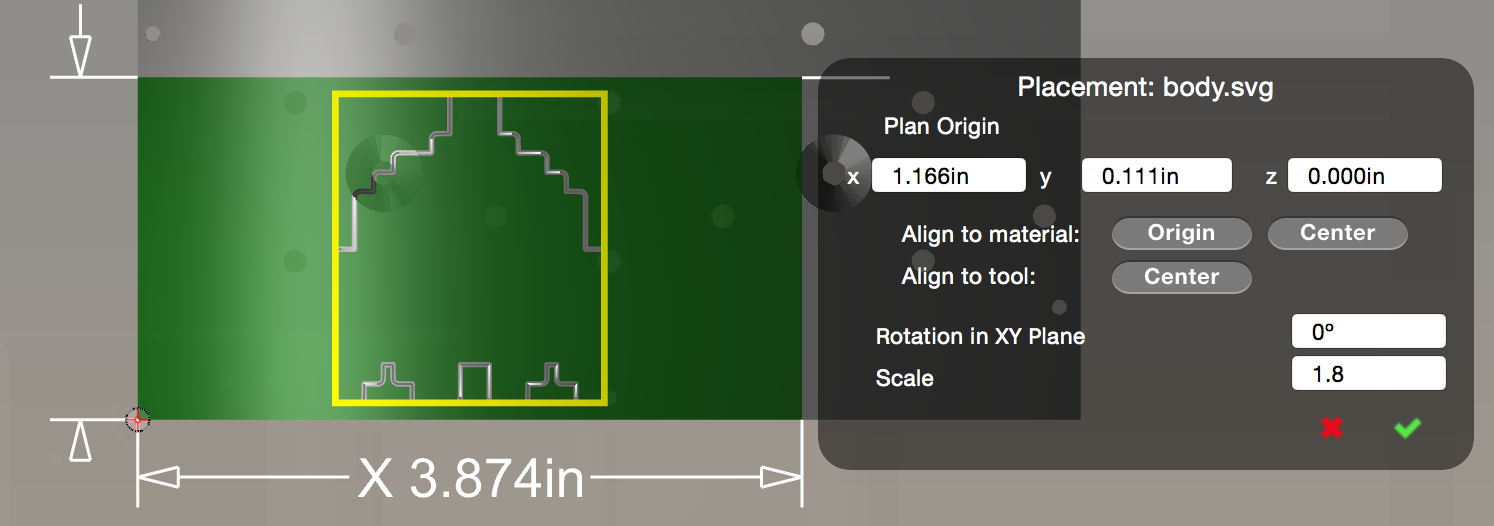 Placement: body.svg
Plan Origin
x 1.166in y 0.111in z 0.000in
Align to material: Origin Center
Align to tool: Center
Rotation in XY Plane 0º
Scale 1.8
X 3.874in